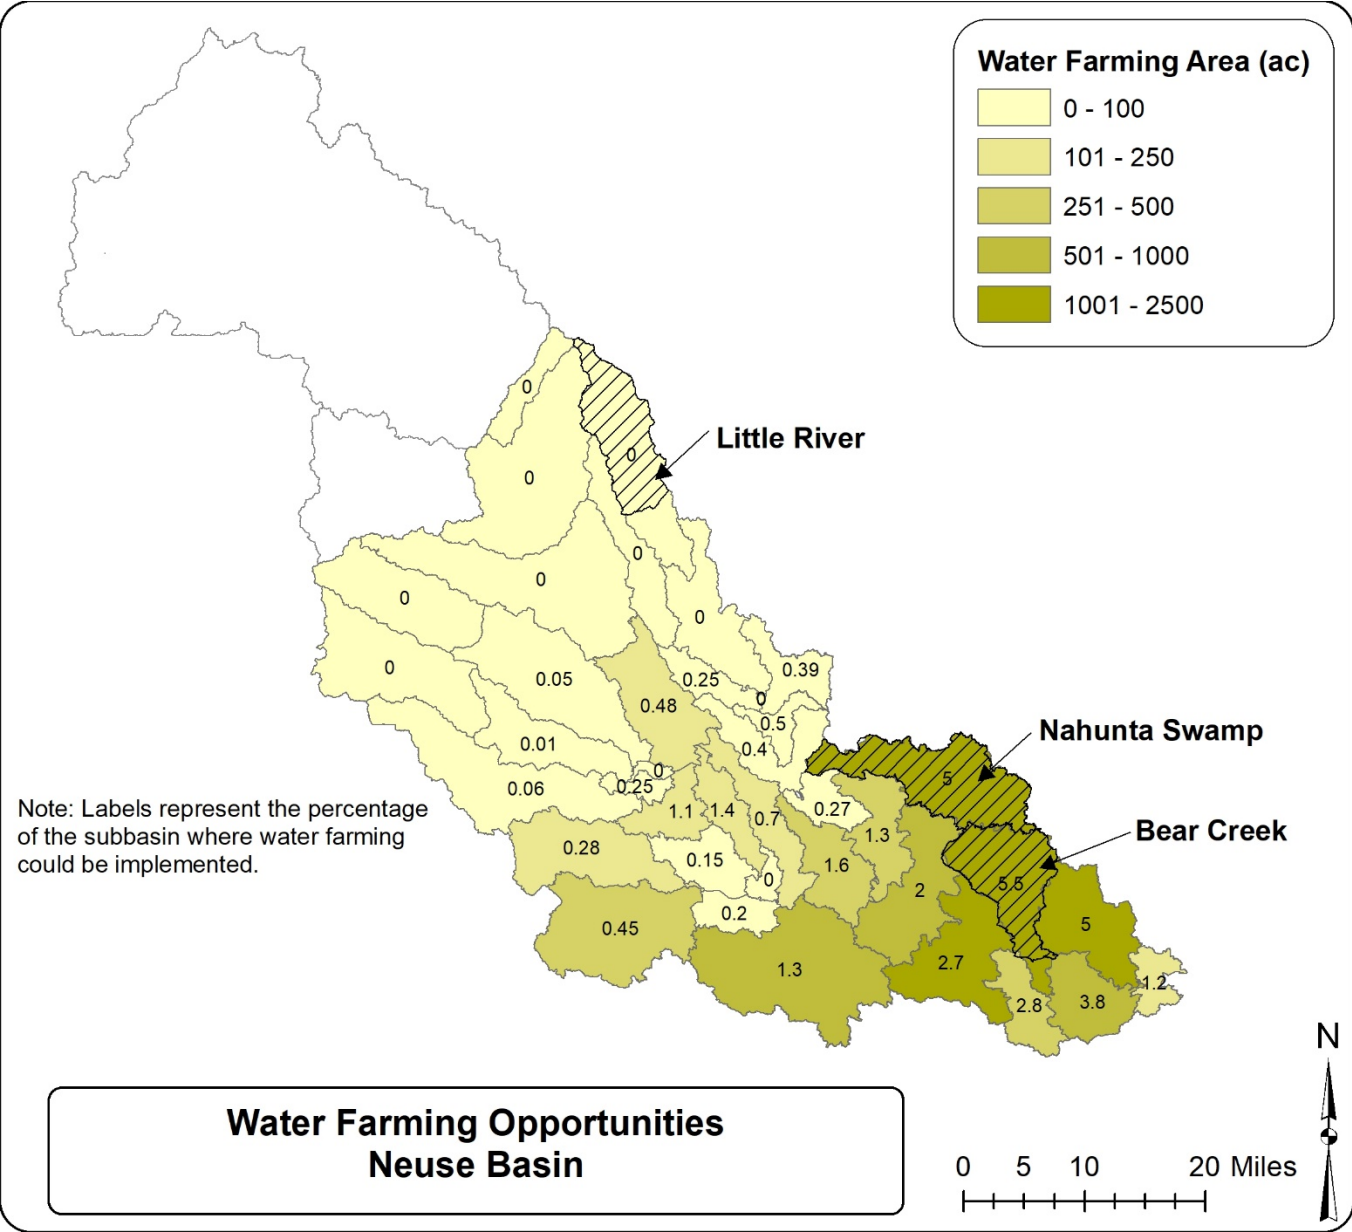 Water Farming Area (ac)
0 - 100
101 - 250
251 - 500
501 - 1000
1001 - 2500
0
0
Little River
0
0
0
0
0
0
0.05
0.25
0.39
0
0.48
0.5
0.4
0.01
0
0.25
0.06
Nahunta Swamp
5
Bear Creek
Note: Labels represent the percentage
of the subbasin where water farming
could be implemented.
1.1
1.4
0.7
0.27
1.3
0.28
0.15
0
1.6
2
5.5
0.2
0.45
5
1.3
2.7
2.8
3.8
1.2
N
Water Farming Opportunities
Neuse Basin
0 5 10 20 Miles